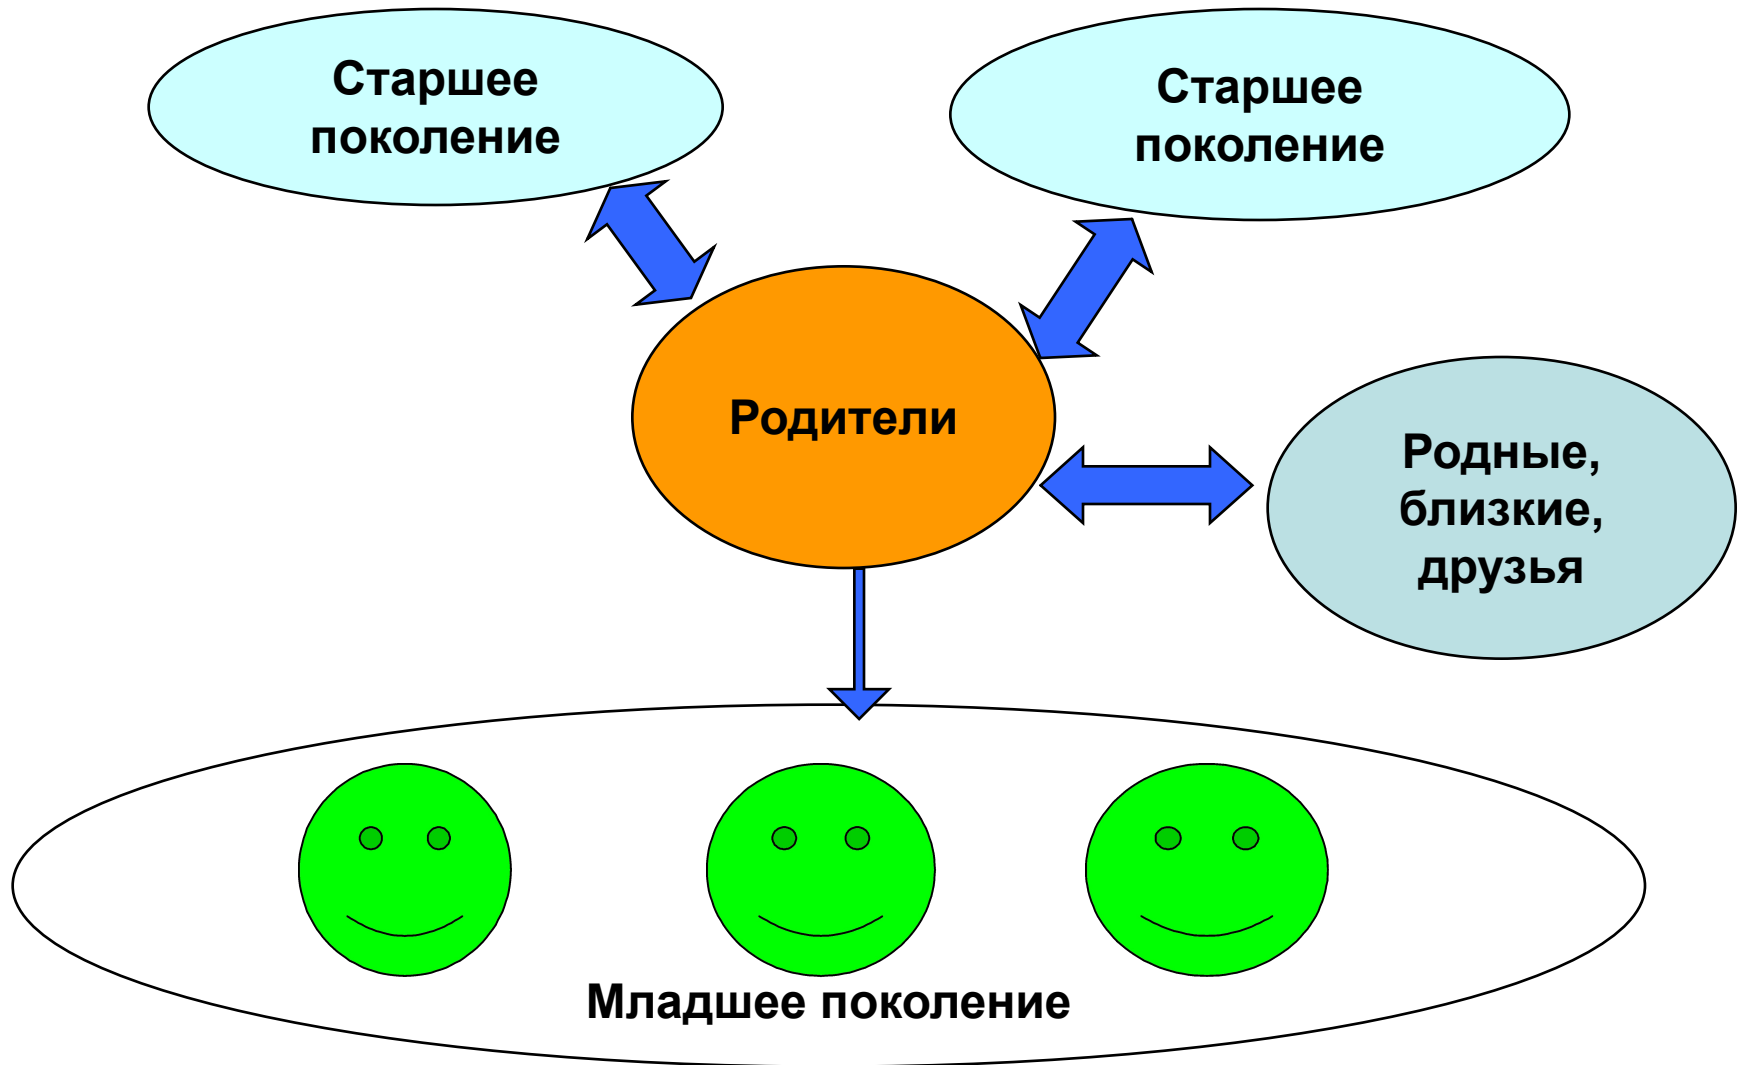 Старшее
поколение
Старшее
поколение
Родители
Родные,
близкие,
друзья
Младшее поколение